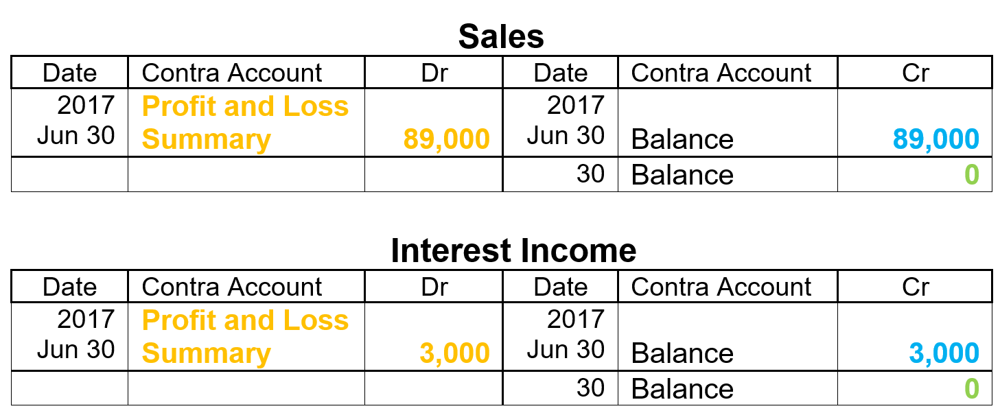 Sales
Date Contra Account Dr Date Contra Account Cr
2017 Profit and Loss 2017
Jun 30 Summary 89,000 Jun 30 Balance 89,000
30 Balance 0
Interest Income
Date Contra Account Dr Date Contra Account Cr
2017 Profit and Loss 2017
Jun 30 Summary 3,000 Jun 30 Balance 3,000
30 Balance 0